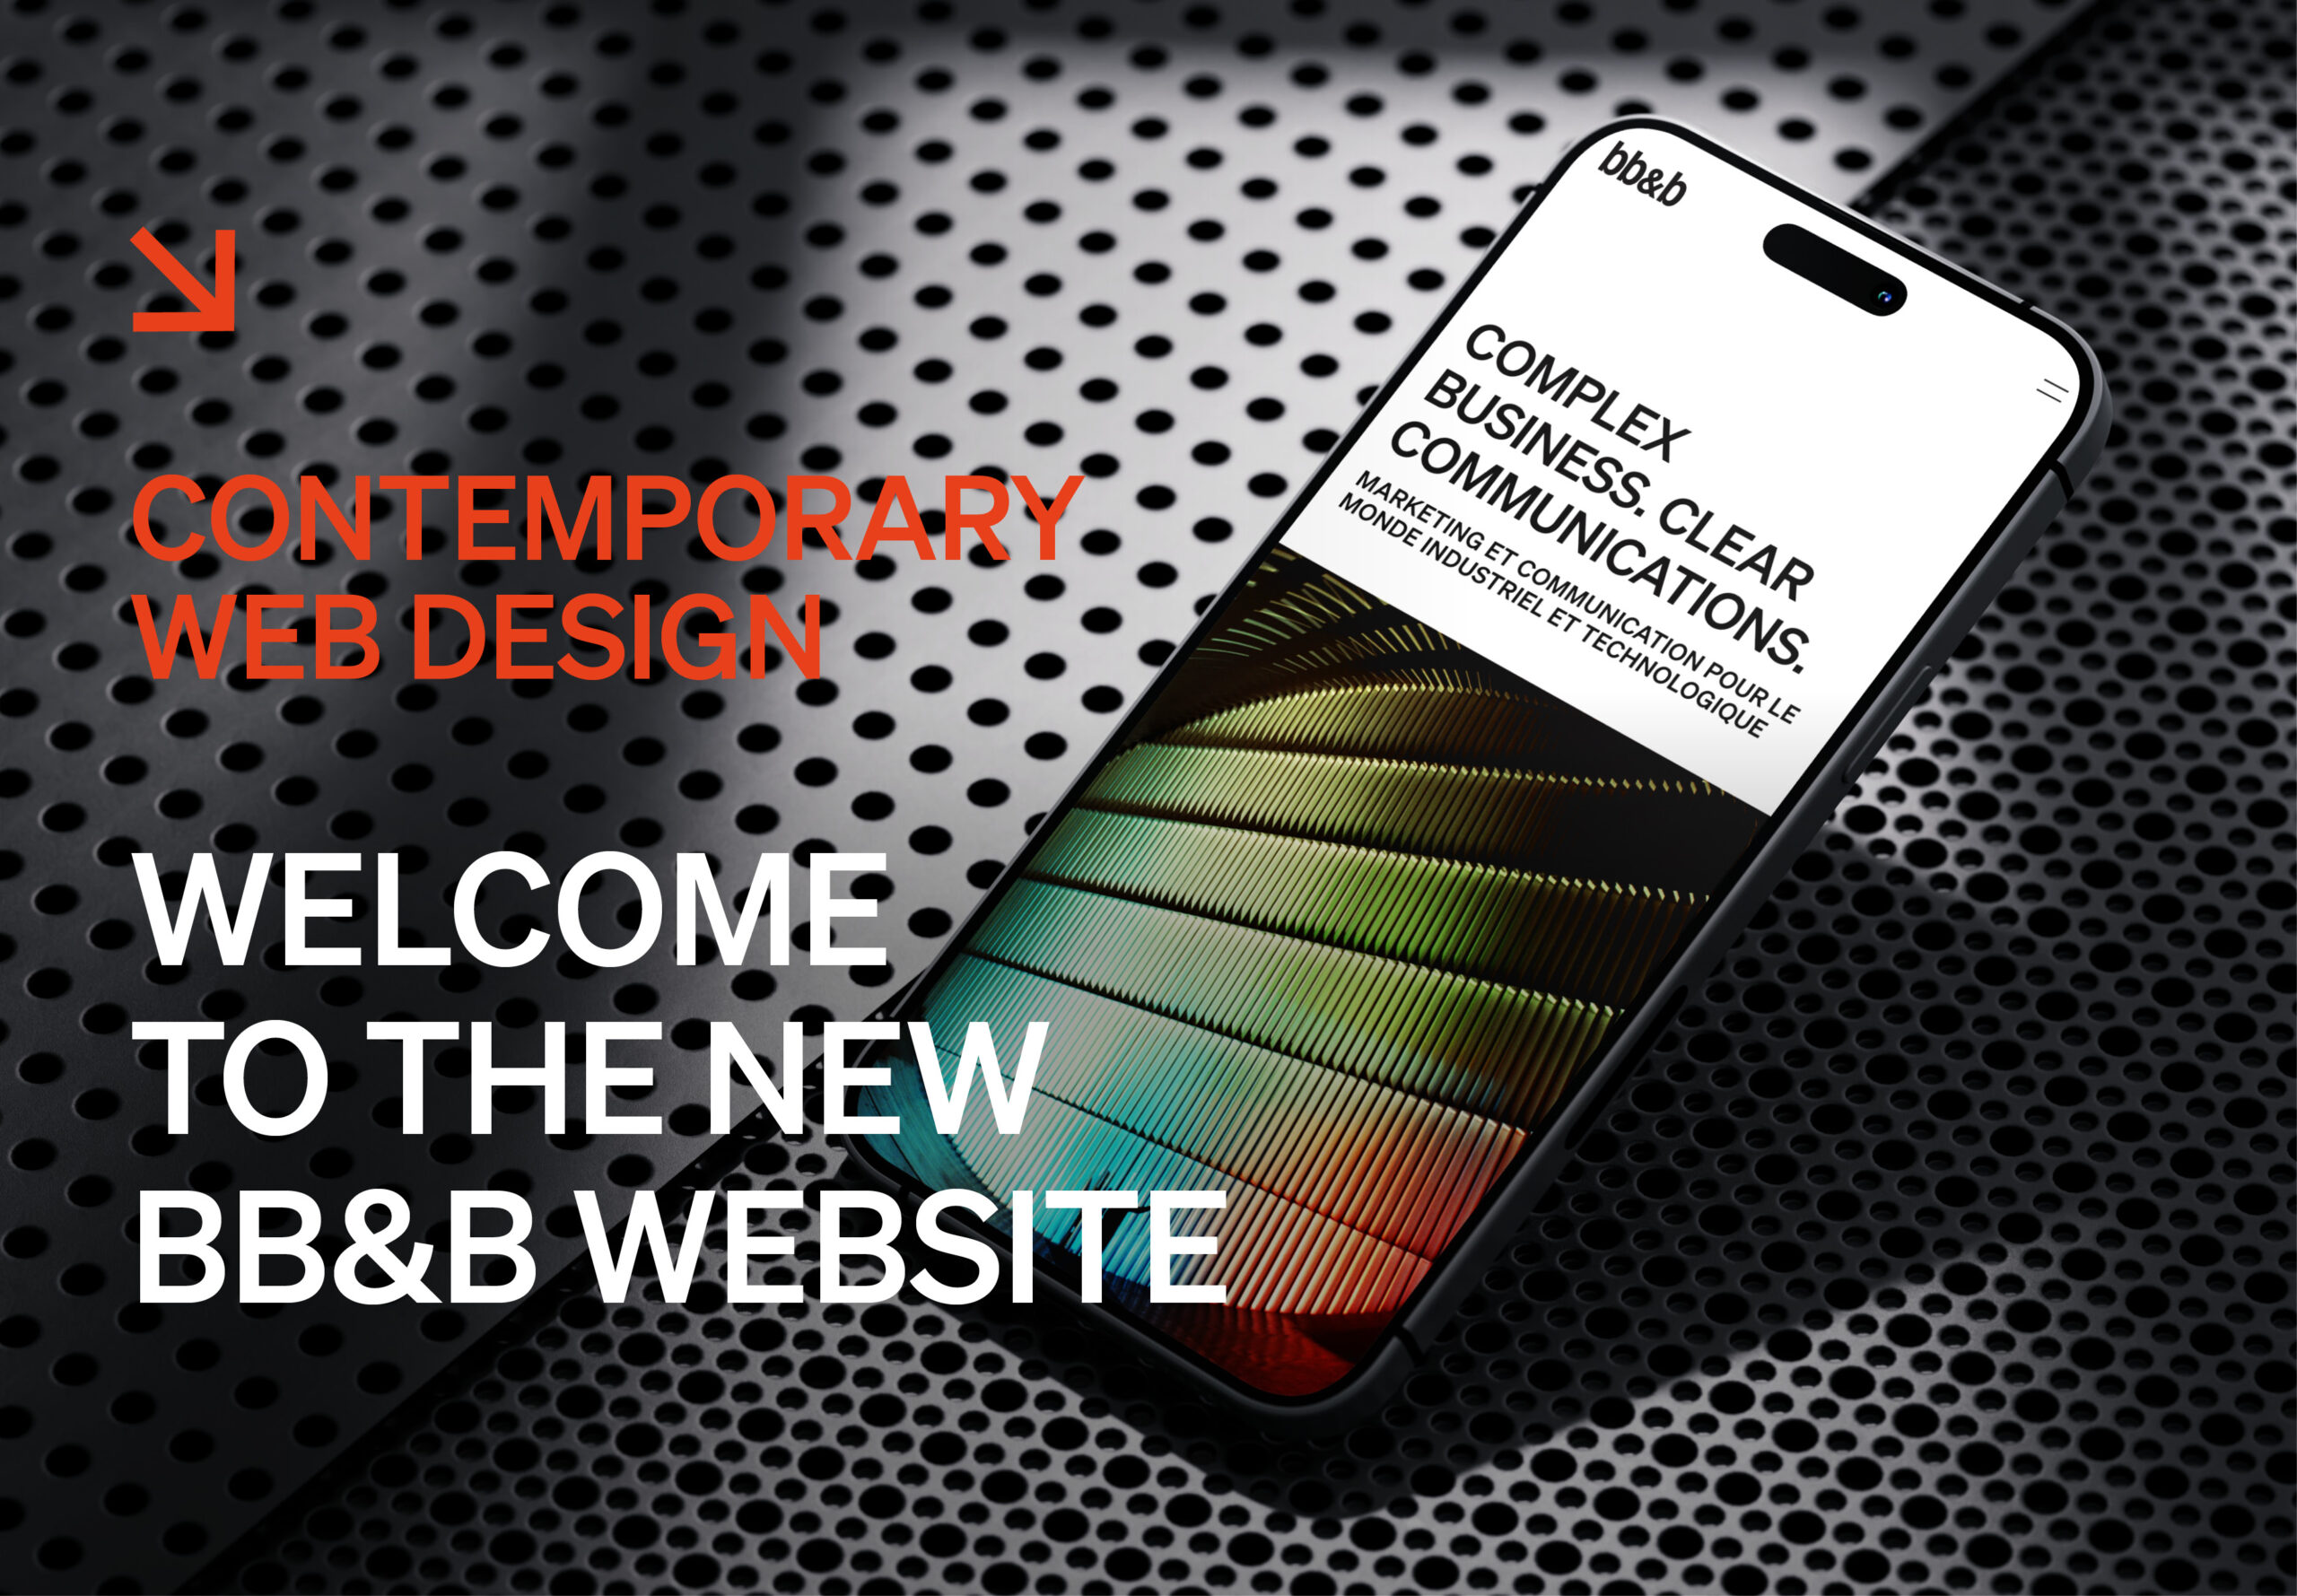 CONTEMPORARY
WEB DESIGN
WELCOME
TO THE NEW
BB&B WEBSITE
bb&b
COMPLEX
BUSINESS. CLEAR
COMMUNICATIONS.
MARKETING ET COMMUNICATION POUR LE
MONDE INDUSTRIEL ET TECHNOLOGIQUE